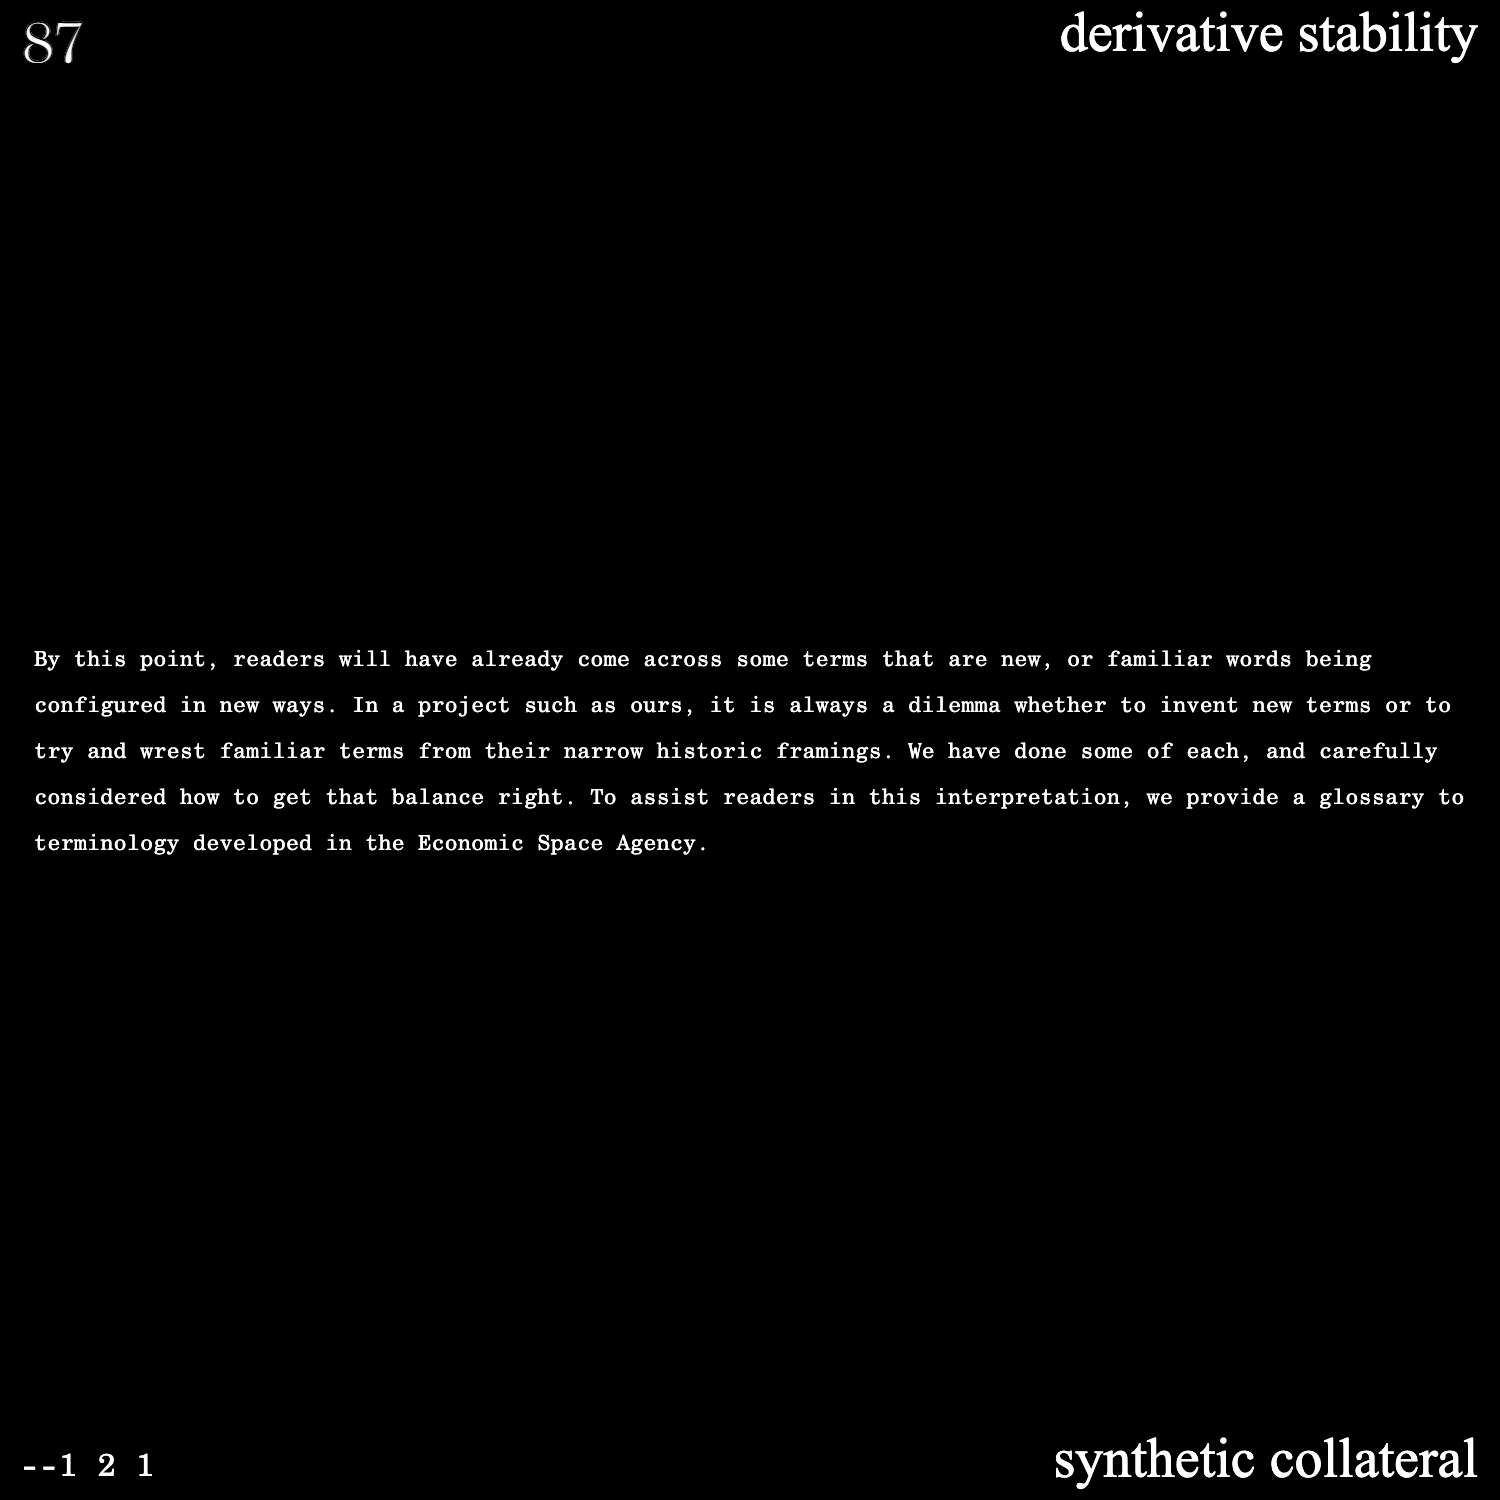 87
derivative stability
By this point, readers will have already come across some terms that are new, or familiar words being
configured in new ways. In a project such as ours, it is always a dilemma whether to invent new terms or to
try and wrest familiar terms from their narrow historic framings. We have done some of each, and carefully
considered how to get that balance right. To assist readers in this interpretation, we provide a glossary to
terminology developed in the Economic Space Agency.
--1 2 1
synthetic collateral